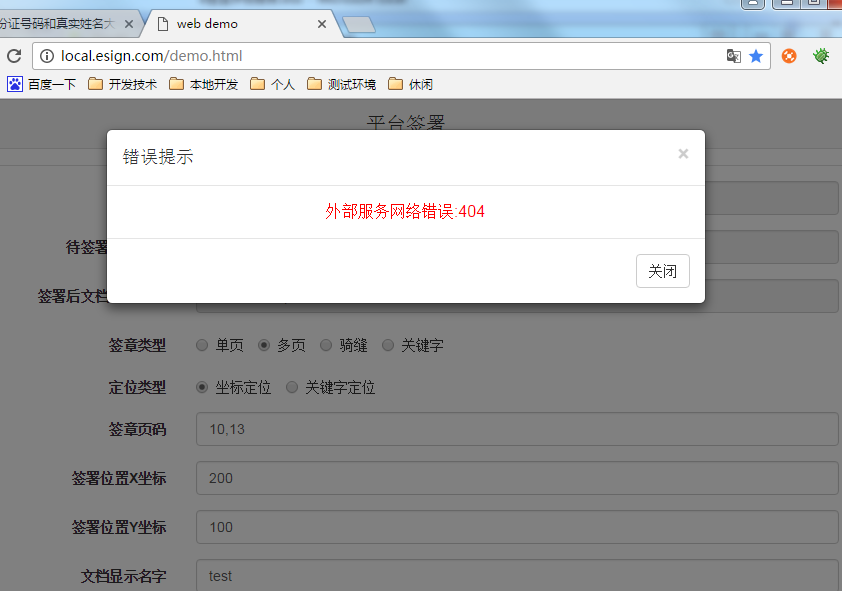 份证号码和真实姓名大
web demo
local.esign.com/demo.html
百度一下 开发技术 本地开发 个人 测试环境 休闲
平台签署
错误提示
外部服务网络错误:404
关闭
待签署
签署后文档
签章类型 单页 多页 骑缝 关键字
定位类型 坐标定位 关键字定位
签章页码 10,13
签署位置X坐标 200
签署位置Y坐标 100
文档显示名字 test